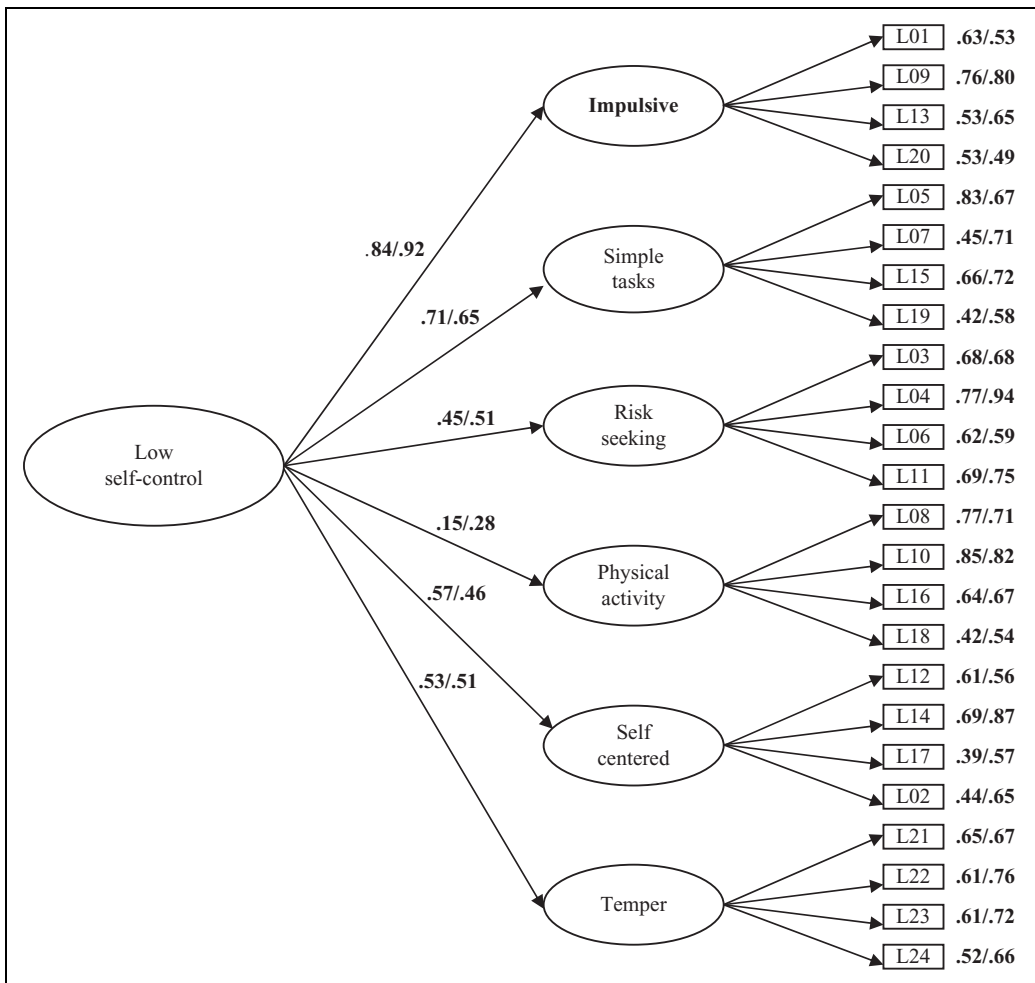 L01 .63/.53
L09 .76/.80
Impulsive
L13 .53/.65
L20 .53/.49
L05 .83/.67
.84/.92
L07 .45/.71
Simple
tasks
L15 .66/.72
.71/.65
L19 .42/.58
L03 .68/.68
L04 .77/.94
.45/.51
Risk
seeking
L06 .62/.59
Low
self-control
L11 .69/.75
L08 .77/.71
.15/.28
L10 .85/.82
Physical
activity
L16 .64/.67
.57/.46
L18 .42/.54
L12 .61/.56
.53/.51
L14 .69/.87
Self
centered
L17 .39/.57
L02 .44/.65
L21 .65/.67
L22 .61/.76
Temper
L23 .61/.72
L24 .52/.66